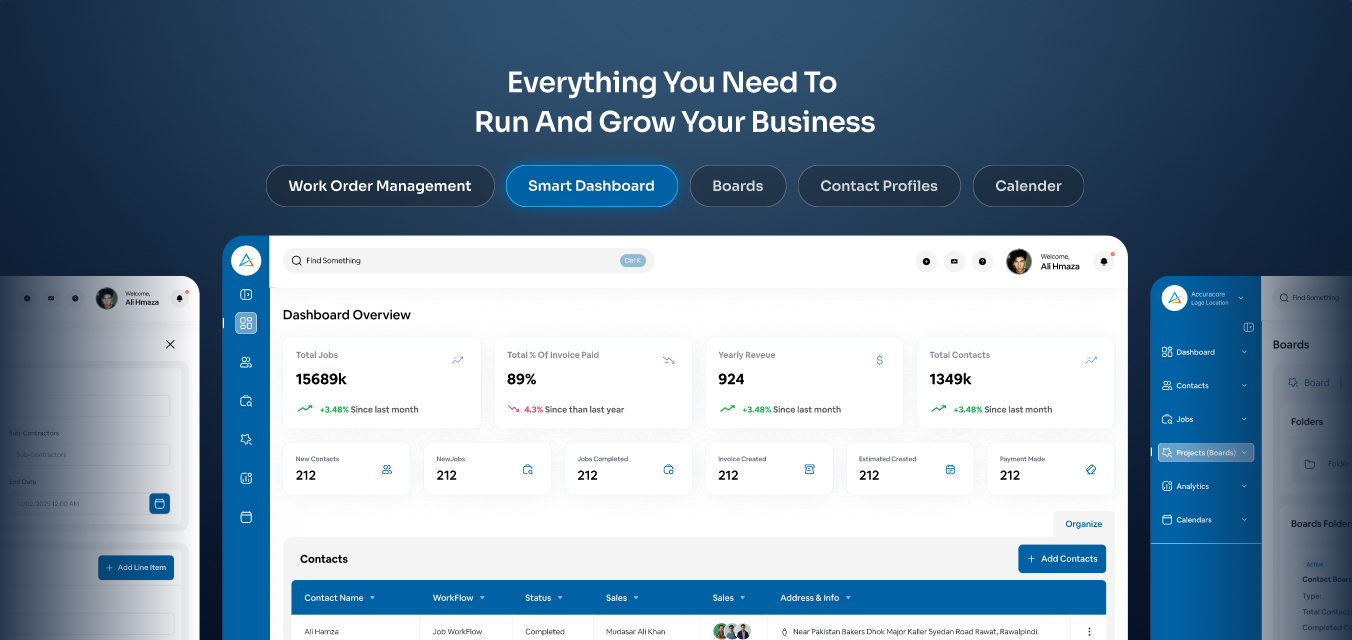 Everything You Need To
Run And Grow Your Business
Work Order Management
Smart Dashboard
Boards
Contact Profiles
Calender
Welcome,
Ali Hmaza
Sub-Contractors
Sub-Contractors
End Date
12/02/2025 12:00 AM
Add Line Item
Find Something
Ctrl K
Welcome,
Ali Hmaza
Dashboard Overview
Total Jobs
15689k
+3.48% Since last month
Total % Of Invoice Paid
89%
4.3% Since than last year
Yearly Reveue
924
+3.48% Since last month
Total Contacts
1349k
+3.48% Since last month
New Contacts
212
NewJobs
212
Jobs Completed
212
Invoice Created
212
Estimated Created
212
Payment Made
212
Organize
Contacts
Add Contacts
Contact Name
WorkFlow
Status
Sales
Sales
Address & Info
Ali Hamza
Job WorkFlow
Completed
Mudasar Ali Khan
Near Pakistan Bakers Dhok Major Kaller Syedan Road Rawat, Rawalpindi.
Accuracore
Logo Location
Dashboard
Contacts
Jobs
Projects (Boards)
Analytics
Calendars
Find Something
Boards
Board
Folders
Folder
Boards Folder
Active
Contact Board
Type:
Total Contacts